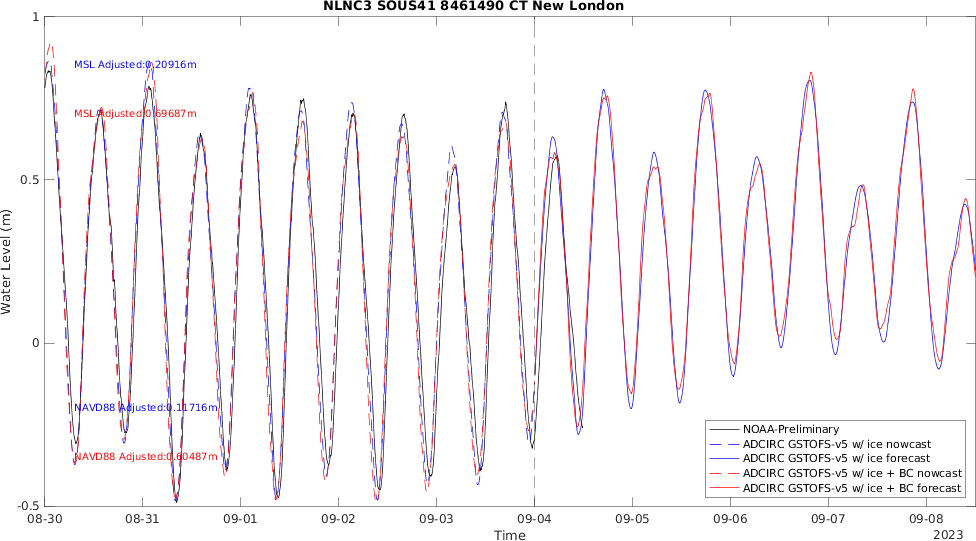 NLNC3 SOUS41 8461490 CT New London
1
0.5
0
-0.5
Water Level (m)
MSL Adjusted:0.20916m
MSL Adjusted:0.69687m
NAVD88 Adjusted:0.11716m
NAVD88 Adjusted:0.60487m
NOAA-Preliminary
ADCIRC GSTOFS-v5 w/ ice nowcast
ADCIRC GSTOFS-v5 w/ ice forecast
ADCIRC GSTOFS-v5 w/ ice + BC nowcast
ADCIRC GSTOFS-v5 w/ ice + BC forecast
08-30 08-31 09-01 09-02 09-03 09-04 09-05 09-06 09-07 09-08
Time
2023